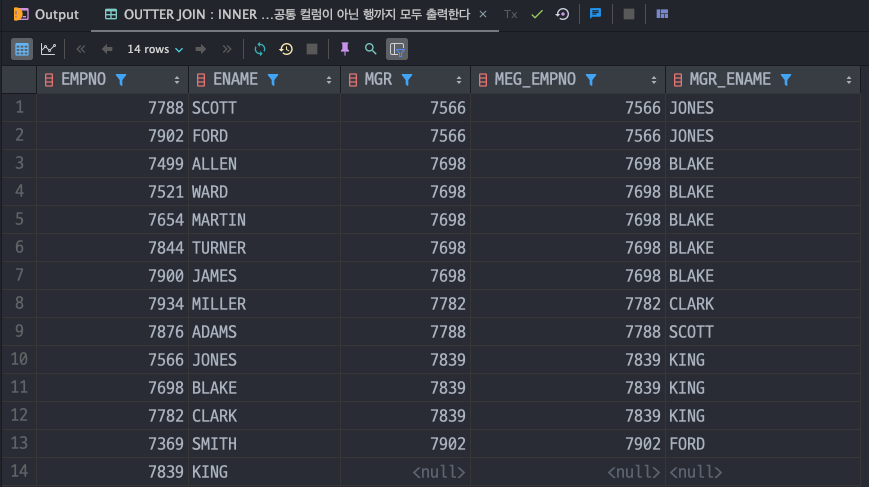 Output OUTTER JOIN : INNER ...공통 컬럼이 아닌 행까지 모두 출력한다 × Tx
14 rows
EMPNO ENAME MGR MEG_EMPNO MGR_ENAME
1 7788 SCOTT 7566 7566 JONES
2 7902 FORD 7566 7566 JONES
3 7499 ALLEN 7698 7698 BLAKE
4 7521 WARD 7698 7698 BLAKE
5 7654 MARTIN 7698 7698 BLAKE
6 7844 TURNER 7698 7698 BLAKE
7 7900 JAMES 7698 7698 BLAKE
8 7934 MILLER 7782 7782 CLARK
9 7876 ADAMS 7788 7788 SCOTT
10 7566 JONES 7839 7839 KING
11 7698 BLAKE 7839 7839 KING
12 7782 CLARK 7839 7839 KING
13 7369 SMITH 7902 7902 FORD
14 7839 KING <null> <null> <null>